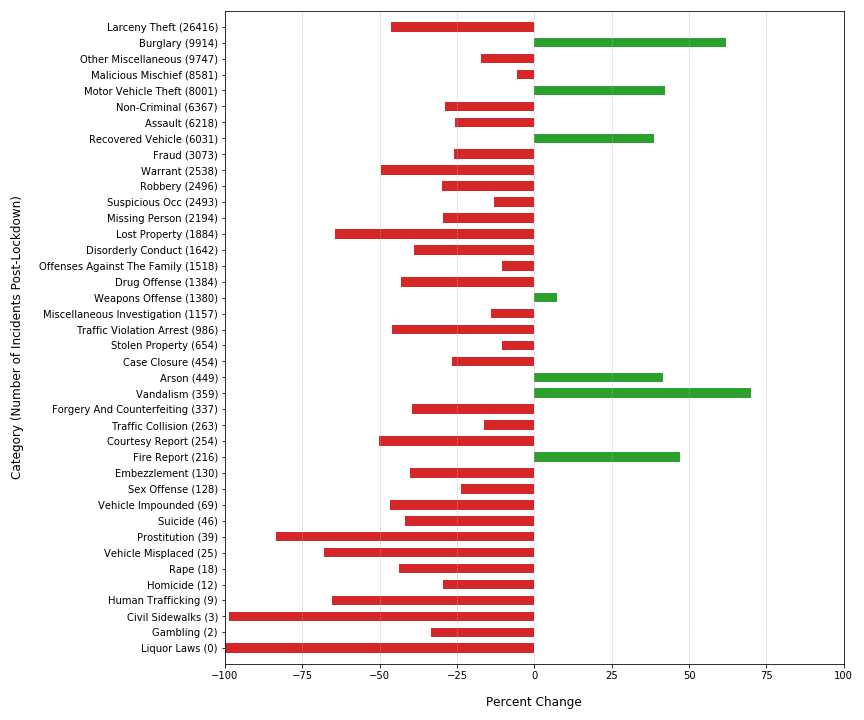 Larceny Theft (26416)
Burglary (9914)
Other Miscellaneous (9747)
Malicious Mischief (8581)
Motor Vehicle Theft (8001)
Non-Criminal (6367)
Assault (6218)
Recovered Vehicle (6031)
Fraud (3073)
Warrant (2538)
Robbery (2496)
Suspicious Occ (2493)
Missing Person (2194)
Lost Property (1884)
Disorderly Conduct (1642)
Offenses Against The Family (1518)
Drug Offense (1384)
Weapons Offense (1380)
Miscellaneous Investigation (1157)
Traffic Violation Arrest (986)
Stolen Property (654)
Case Closure (454)
Arson (449)
Vandalism (359)
Forgery And Counterfeiting (337)
Traffic Collision (263)
Courtesy Report (254)
Fire Report (216)
Embezzlement (130)
Sex Offense (128)
Vehicle Impounded (69)
Suicide (46)
Prostitution (39)
Vehicle Misplaced (25)
Rape (18)
Homicide (12)
Human Trafficking (9)
Civil Sidewalks (3)
Gambling (2)
Liquor Laws (0)
Category (Number of Incidents Post-Lockdown)
−100 −75 −50 −25 0 25 50 75 100
Percent Change